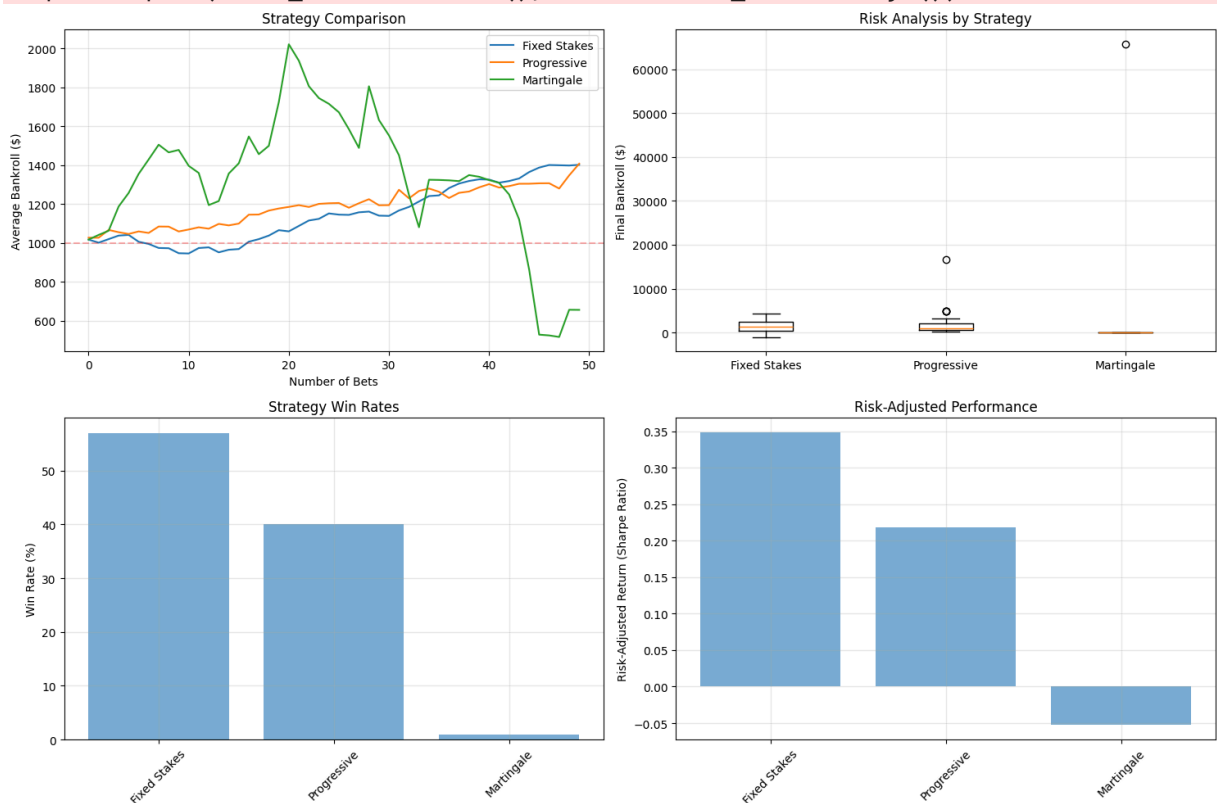 Strategy Comparison
2000
1800
1600
1400
1200
1000
800
600
Average Bankroll ($)
Fixed Stakes
Progressive
Martingale
0 10 20 30 40 50
Number of Bets
Risk Analysis by Strategy
60000
50000
40000
30000
20000
10000
0
Final Bankroll ($)
Fixed Stakes Progressive Martingale
Strategy Win Rates
50
40
30
20
10
0
Win Rate (%)
Fixed Stakes
Progressive
Martingale
Risk-Adjusted Performance
0.35
0.30
0.25
0.20
0.15
0.10
0.05
0.00
−0.05
Risk-Adjusted Return (Sharpe Ratio)
Fixed Stakes
Progressive
Martingale